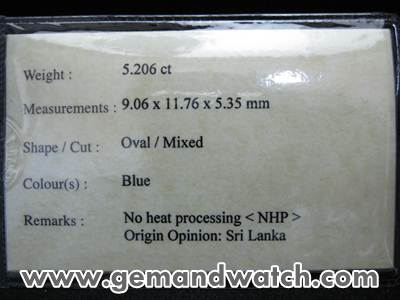 Weight : 5.206 ct
Measurements : 9.06 x 11.76 x 5.35 mm
Shape / Cut : Oval / Mixed
Colour(s) : Blue
Remarks : No heat processing < NHP >
Origin Opinion: Sri Lanka
www.gemandwatch.com